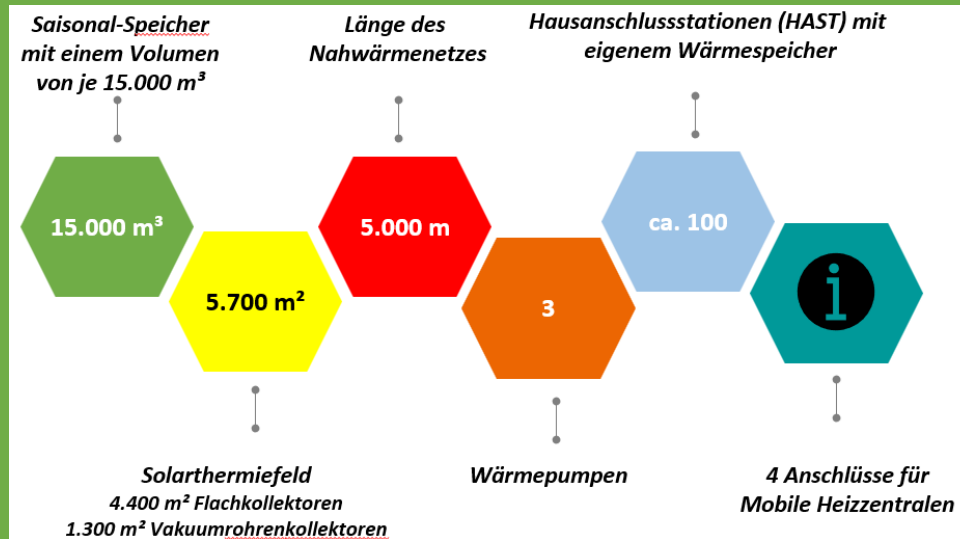 Saisonal-Speicher
mit einem Volumen
von je 15.000 m³
Länge des
Nahwärmenetzes
Hausanschlussstationen (HAST) mit
eigenem Wärmespeicher
15.000 m³
5.700 m²
5.000 m
3
ca. 100
i
Solarthermiefeld
4.400 m² Flachkollektoren
1.300 m² Vakuumrohrenkollektoren
Wärmepumpen
4 Anschlüsse für
Mobile Heizzentralen